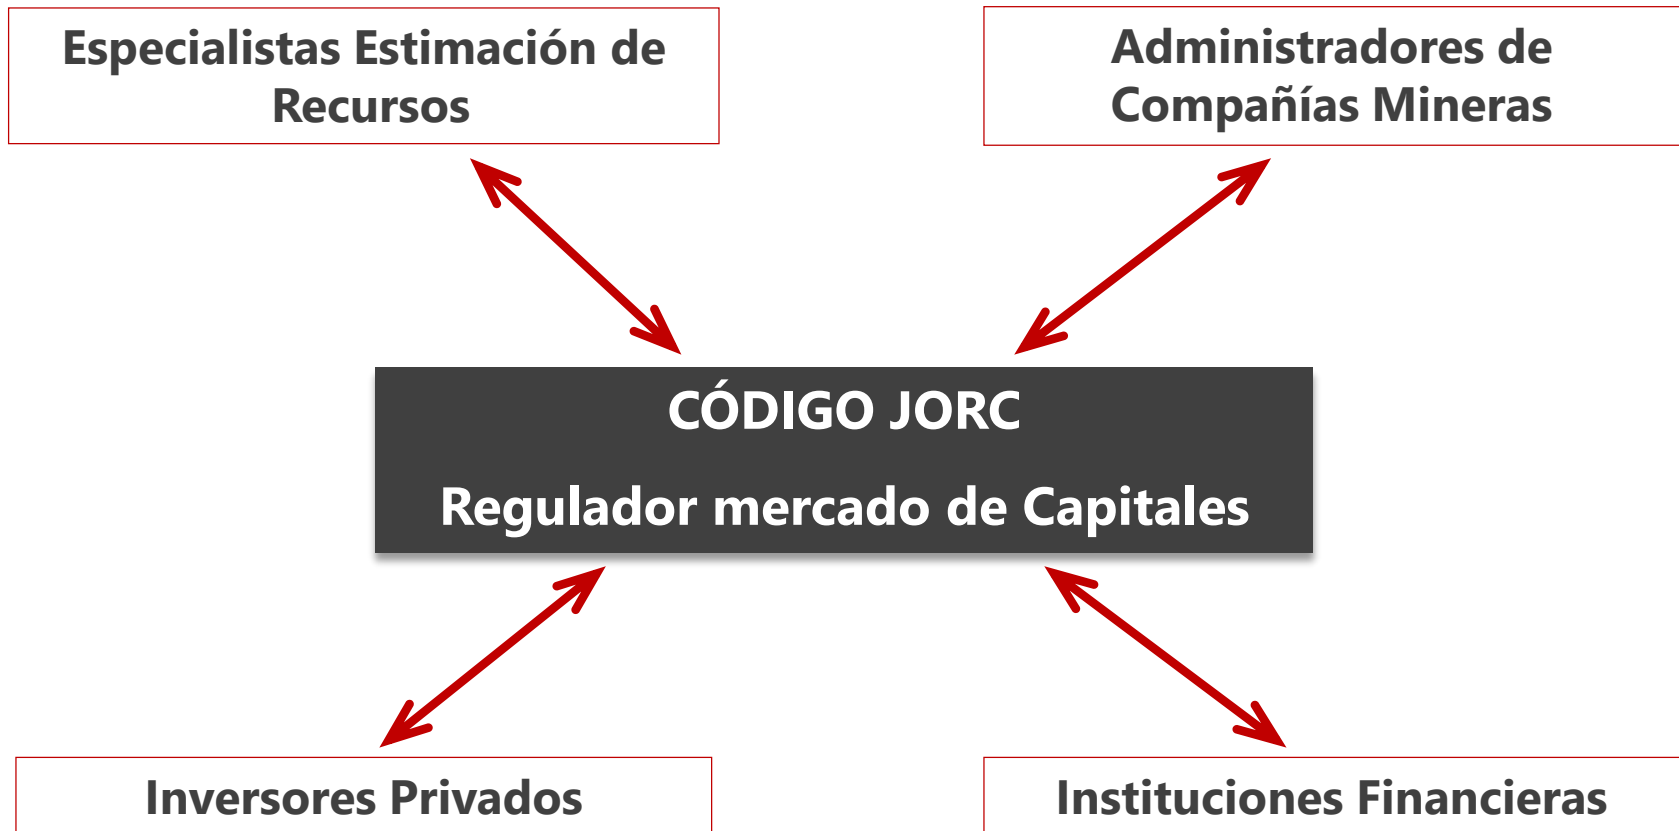 Especialistas Estimación de
Recursos
Administradores de
Compañías Mineras
CÓDIGO JORC
Regulador mercado de Capitales
Inversores Privados
Instituciones Financieras